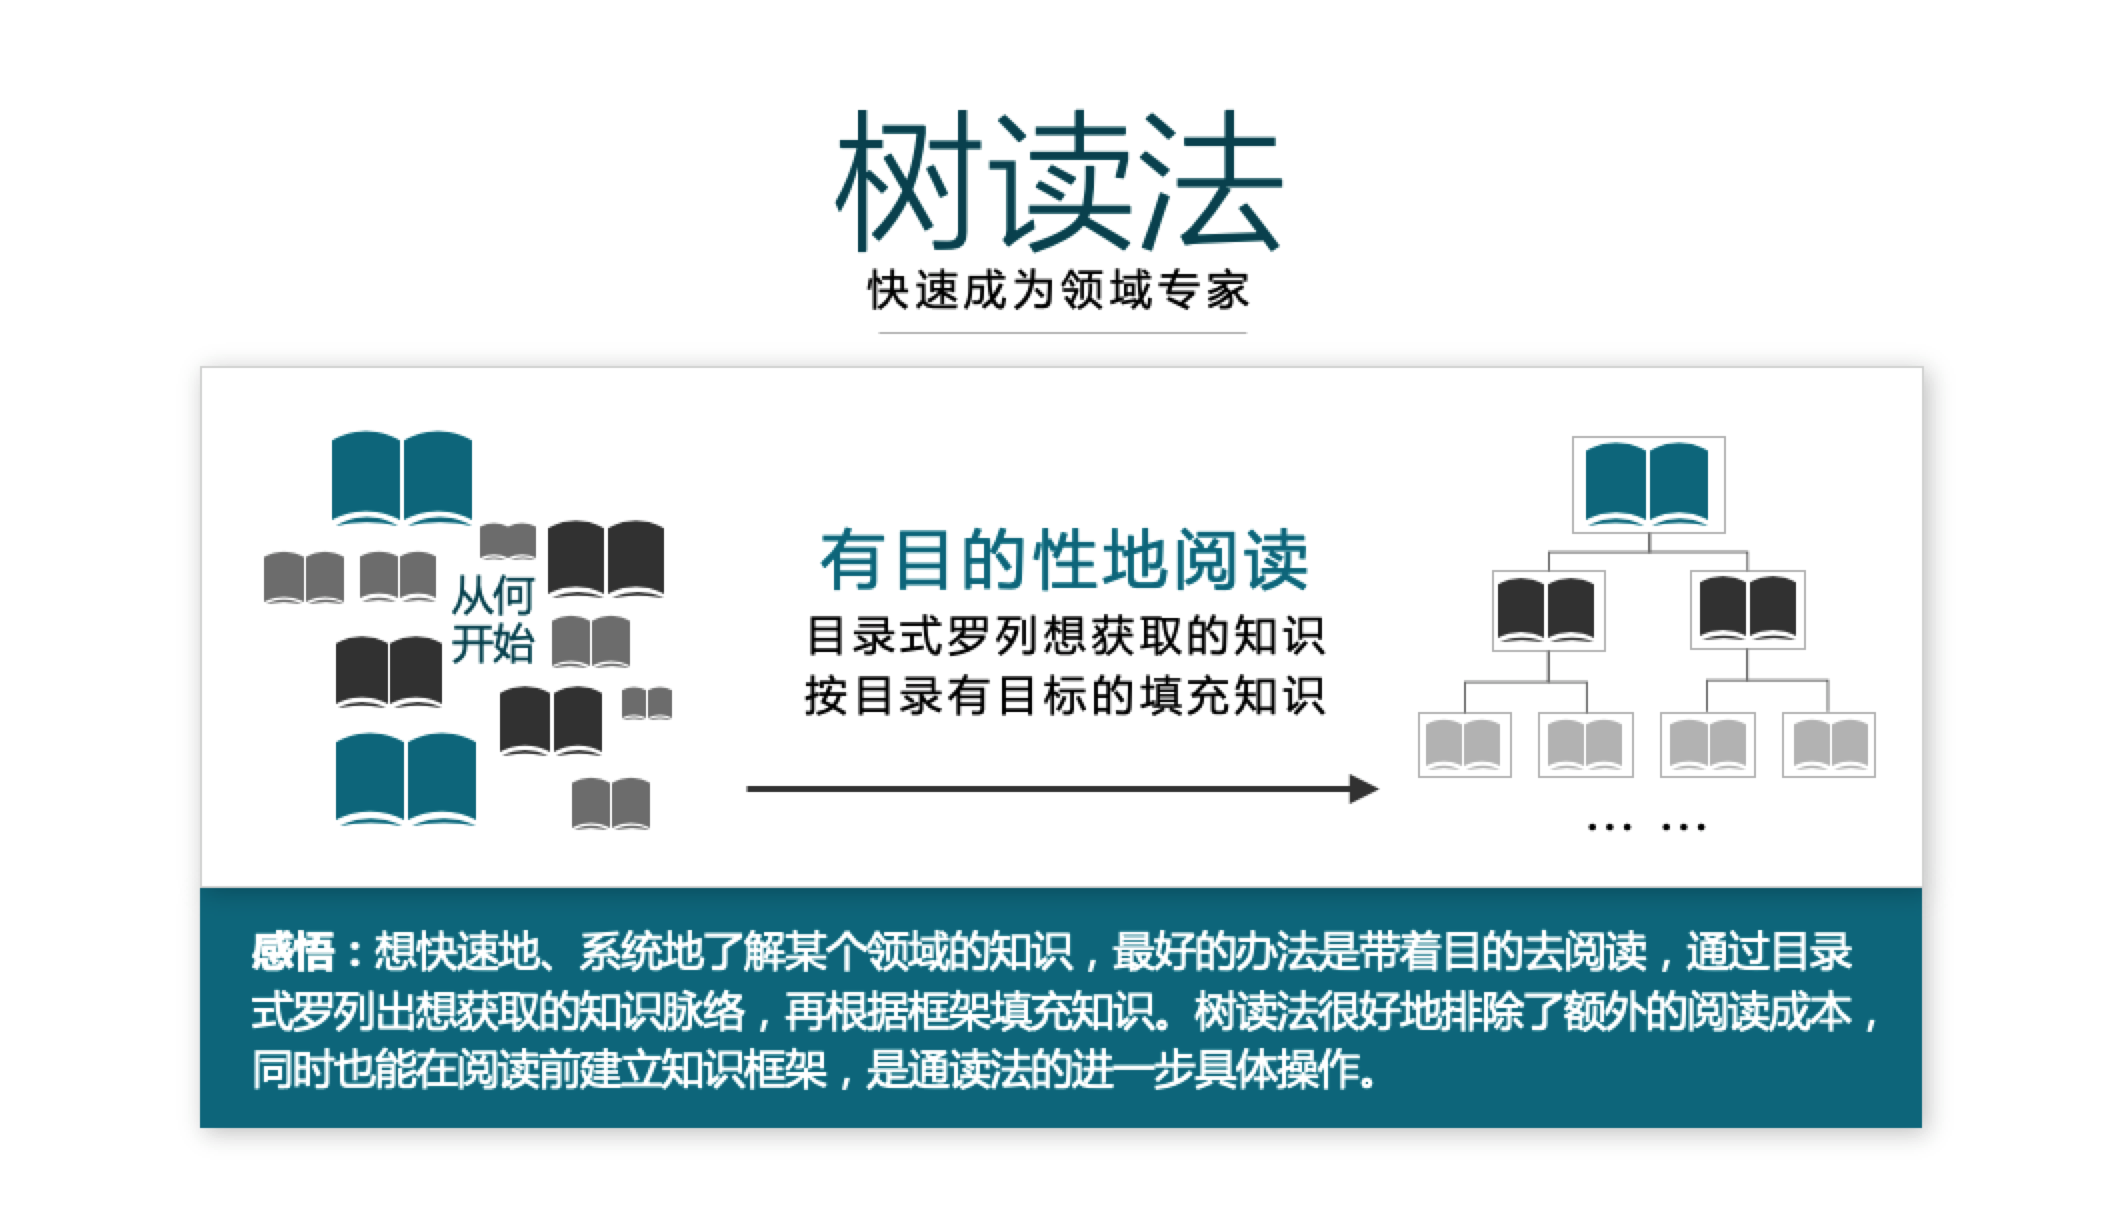 树读法
快速成为领域专家
从何
开始
有目的性地阅读
目录式罗列想获取的知识
按目录有目标的填充知识
... ...
感悟：想快速地、系统地了解某个领域的知识，最好的办法是带着目的去阅读，通过目录
式罗列出想获取的知识脉络，再根据框架填充知识。树读法很好地排除了额外的阅读成本，
同时也能在阅读前建立知识框架，是通读法的进一步具体操作。